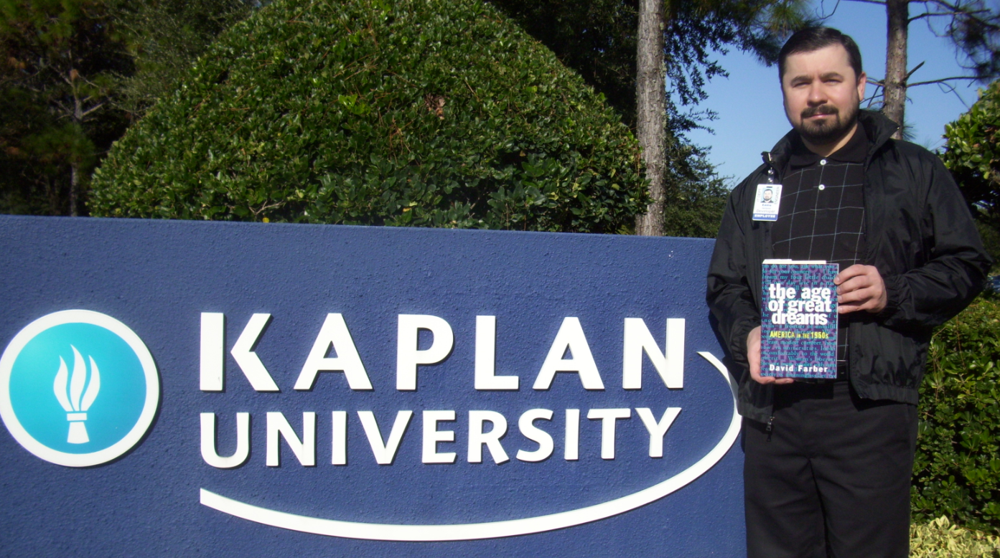 KAPLAN
UNIVERSITY
EMPLOYEE
the age
of great
dreams
AMERICA IN THE 1960s
David Farber